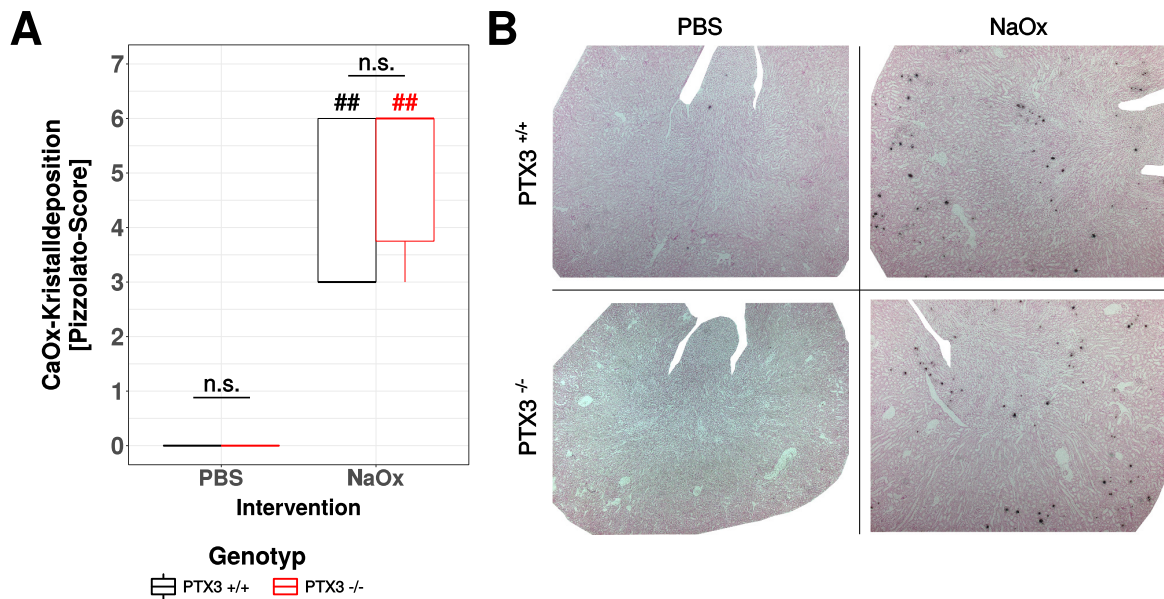 A
CaOx-Kristalldeposition
[Pizzolato-Score]
7
6
5
4
3
2
1
0
n.s.
##
##
n.s.
PBS
NaOx
Intervention
Genotyp
PTX3 +/+
PTX3 -/-
B
PBS
NaOx
PTX3 +/+
PTX3 -/-